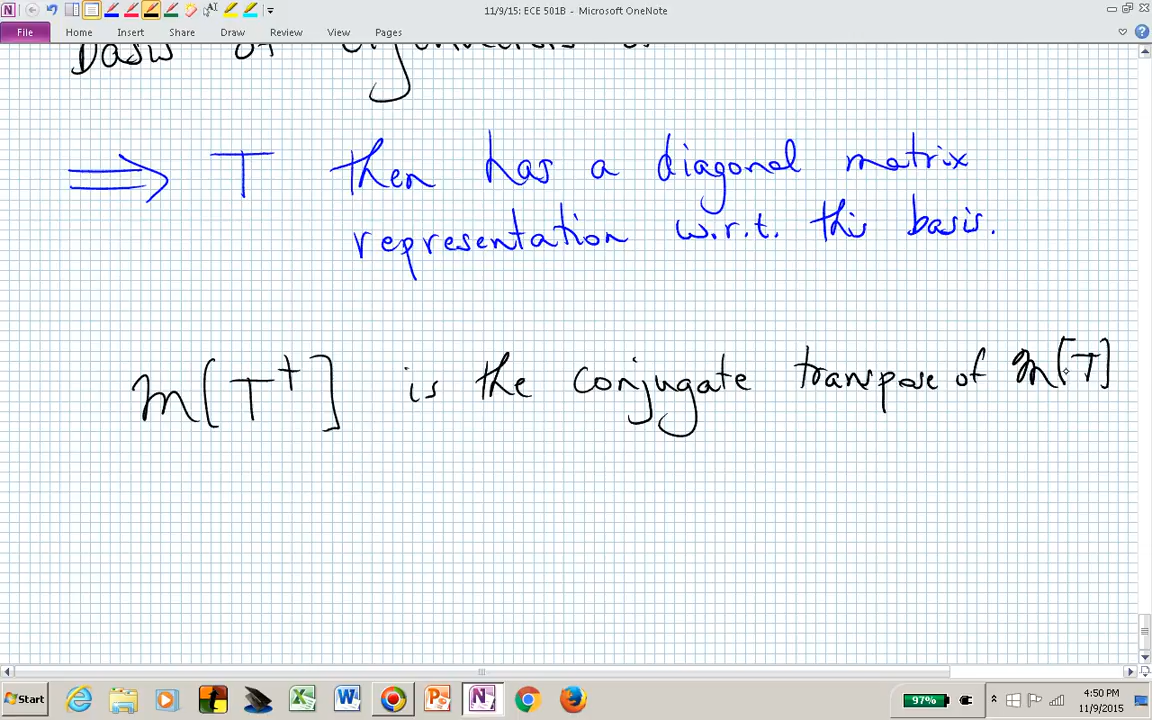 11/9/15: ECE 501B - Microsoft OneNote
File Home Insert Share Draw Review View Pages
⇒ T then has a diagonal matrix
representation w.r.t. this basis.
m[T†] is the conjugate transpose of m[T]
Start
97%
4:50 PM
11/9/2015